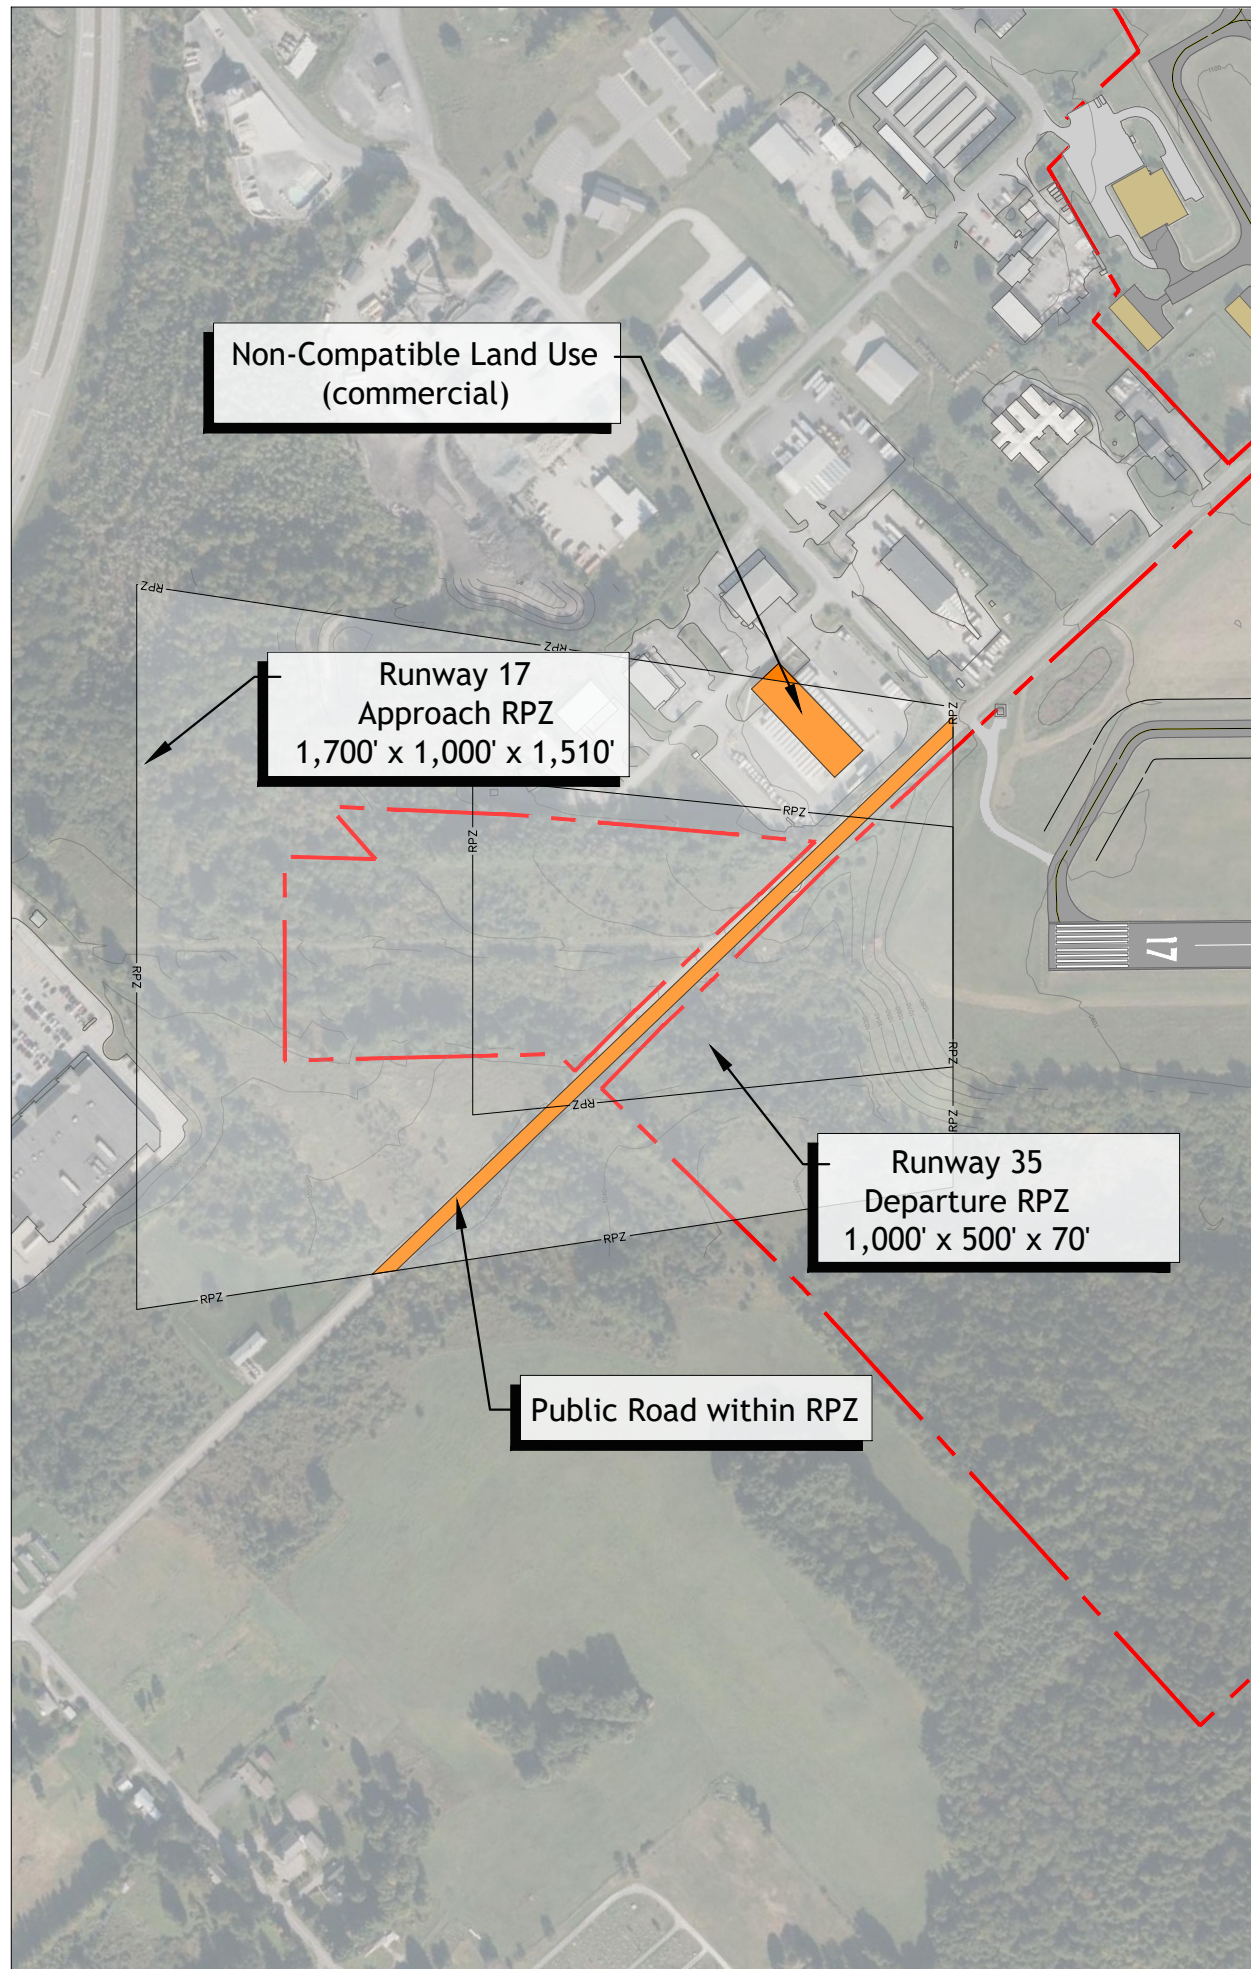 Non-Compatible Land Use
(commercial)
RPZ
RPZ
Runway 17
Approach RPZ
1,700' x 1,000' x 1,510'
RPZ
RPZ
RPZ
17
RPZ
RPZ
RPZ
RPZ
Runway 35
Departure RPZ
1,000' x 500' x 70'
RPZ
RPZ
RPZ
Public Road within RPZ